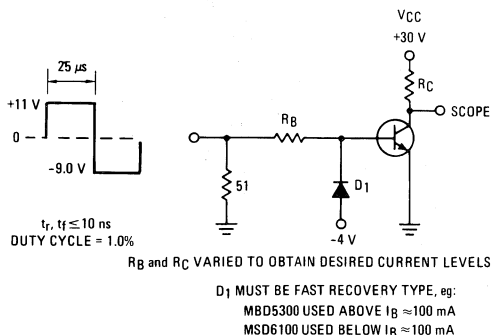 VCC
+30 V
25 µs
RC
+11 V
SCOPE
RB
0
-9.0 V
51
D1
tr, tf ≤ 10 ns
DUTY CYCLE = 1.0%
-4 V
RB and RC VARIED TO OBTAIN DESIRED CURRENT LEVELS
D1 MUST BE FAST RECOVERY TYPE, eg:
MBD5300 USED ABOVE IB ≈100 mA
MSD6100 USED BELOW IB ≈100 mA